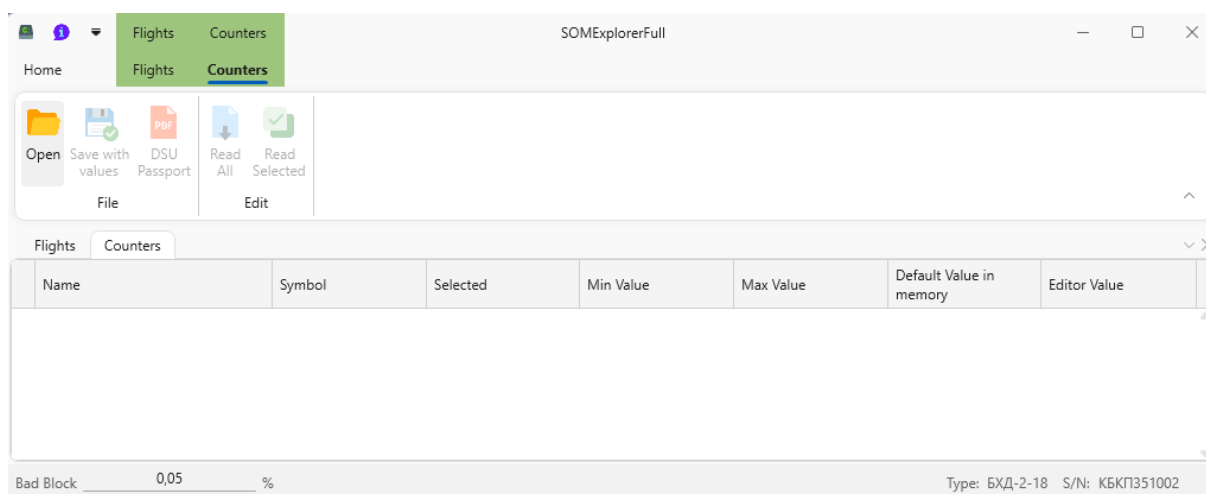 Flights Counters SOMExplorerFull
Home Flights Counters
PDF
Open Save with values DSU Passport Read All Read Selected
File Edit
Flights Counters
Name Symbol Selected Min Value Max Value Default Value in memory Editor Value
Bad Block 0,05 % Type: БХД-2-18 S/N: КБКП351002